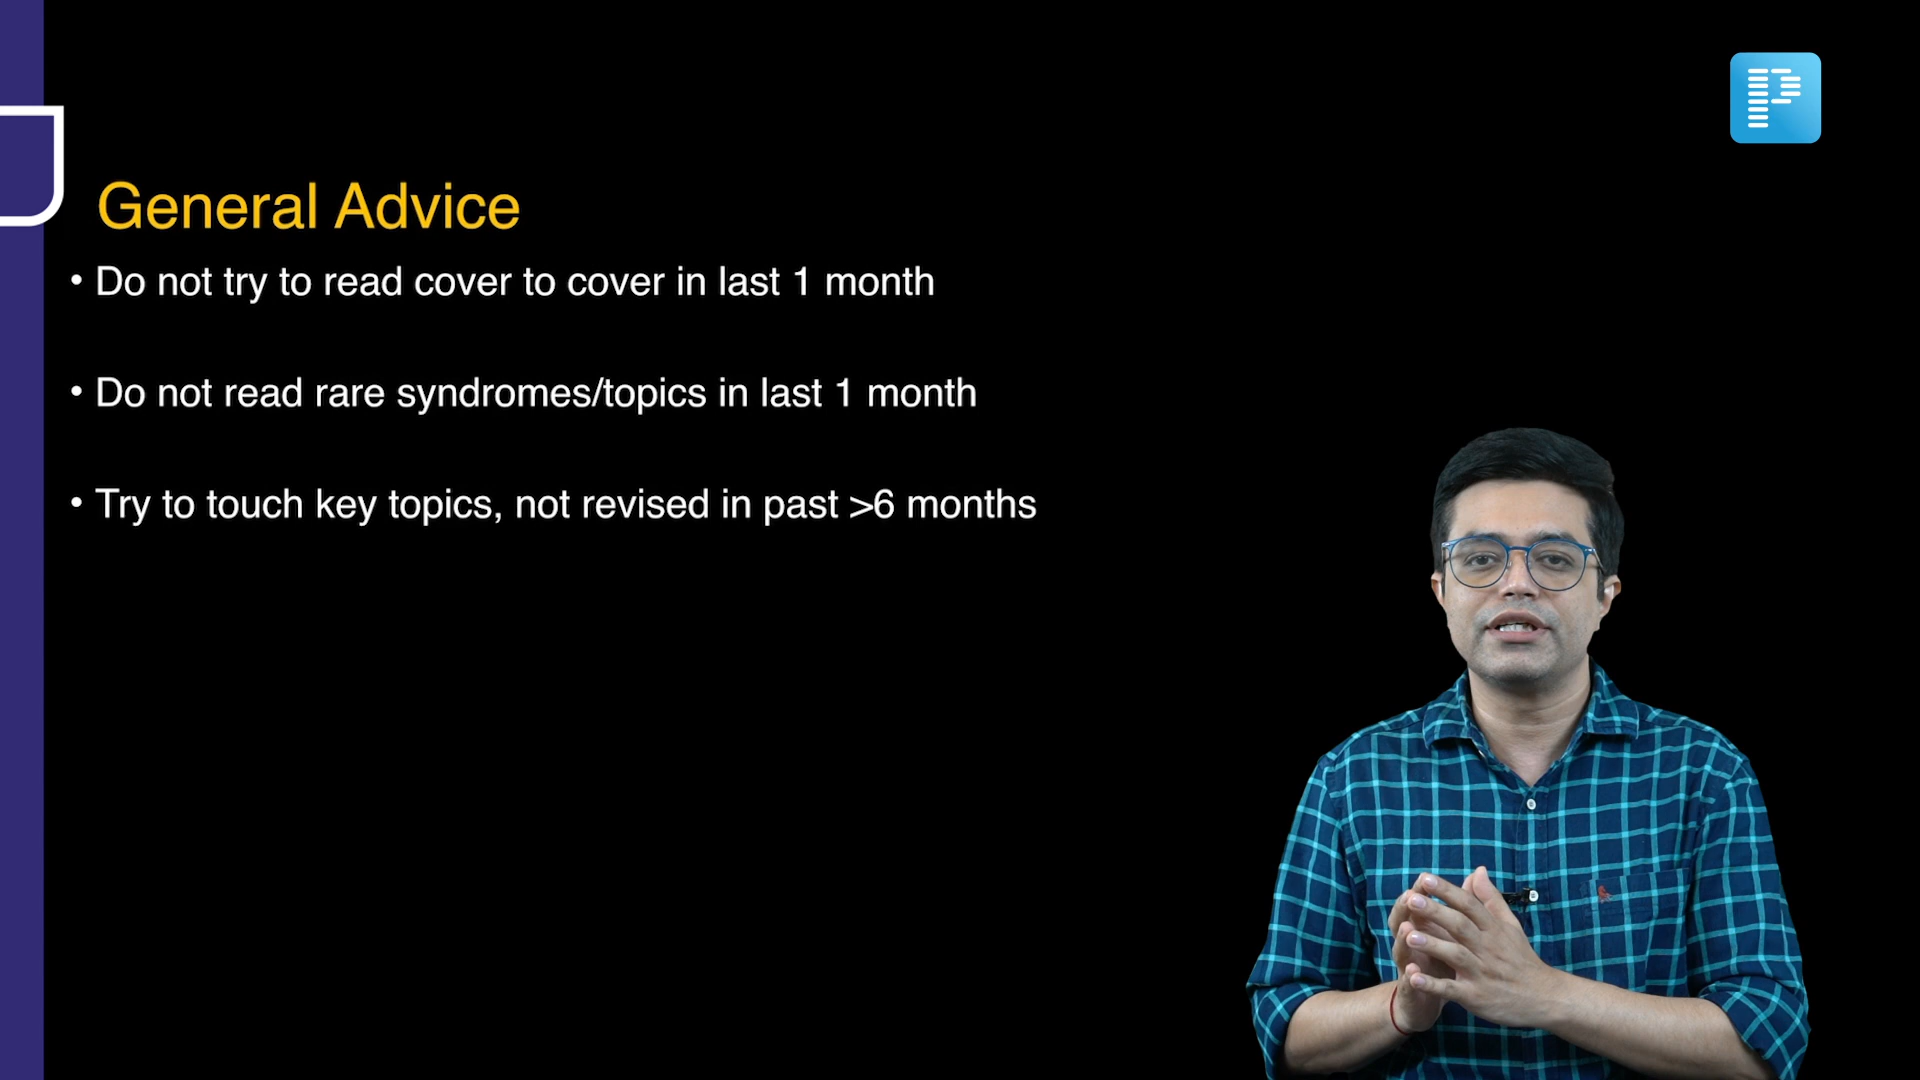 General Advice
• Do not try to read cover to cover in last 1 month
• Do not read rare syndromes/topics in last 1 month
• Try to touch key topics, not revised in past >6 months